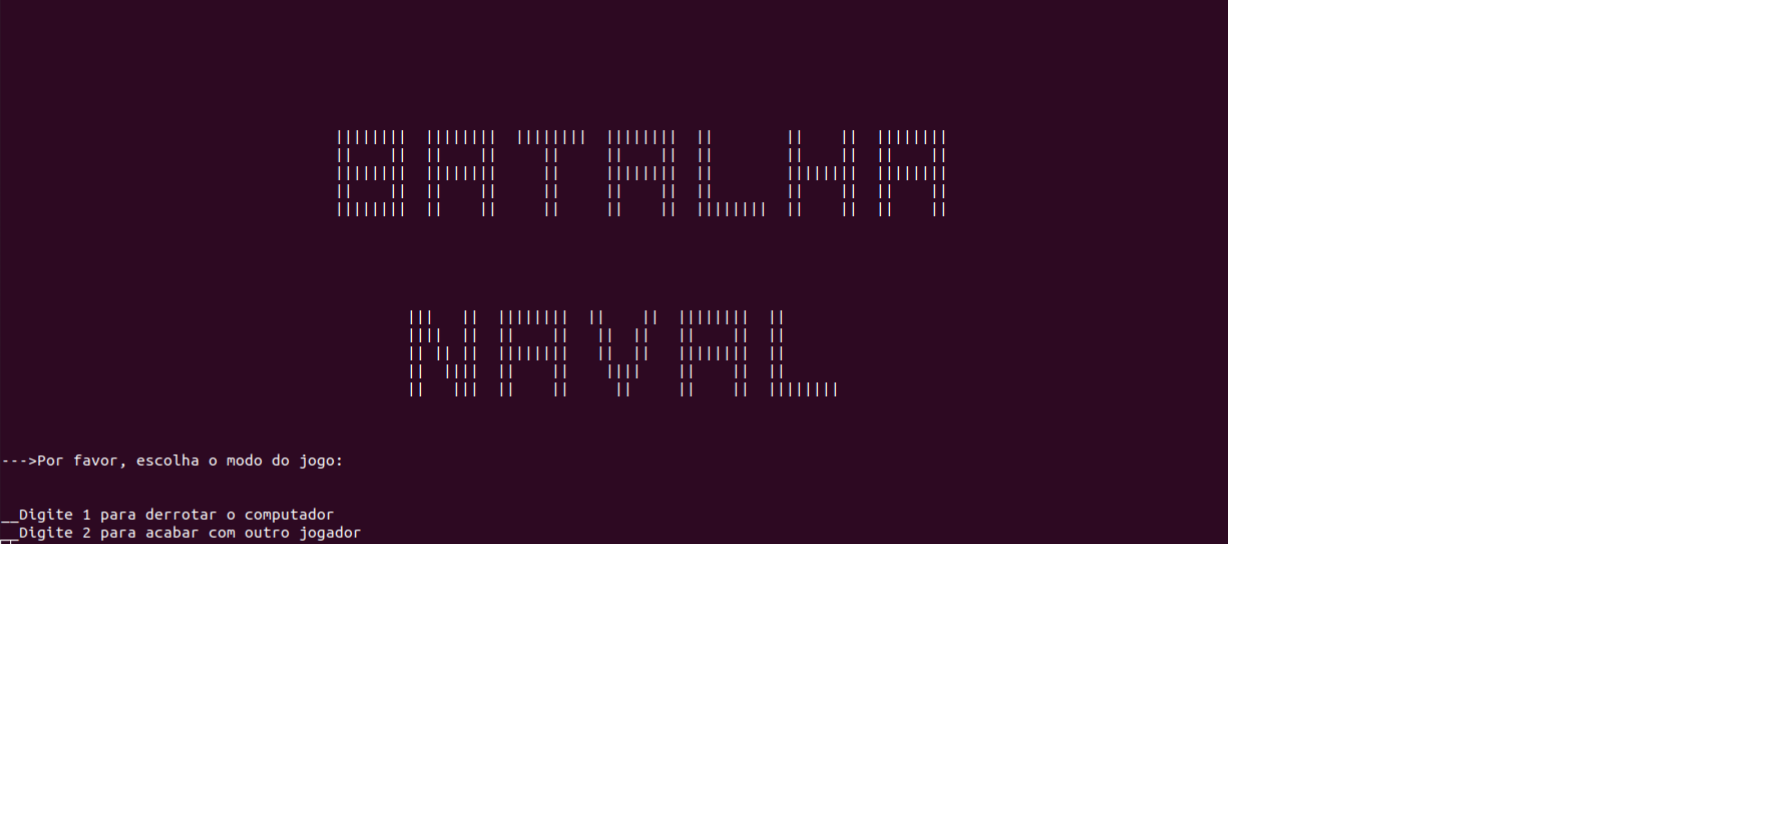 BATALHA
NAVAL
--->Por favor, escolha o modo do jogo:
__Digite 1 para derrotar o computador
__Digite 2 para acabar com outro jogador